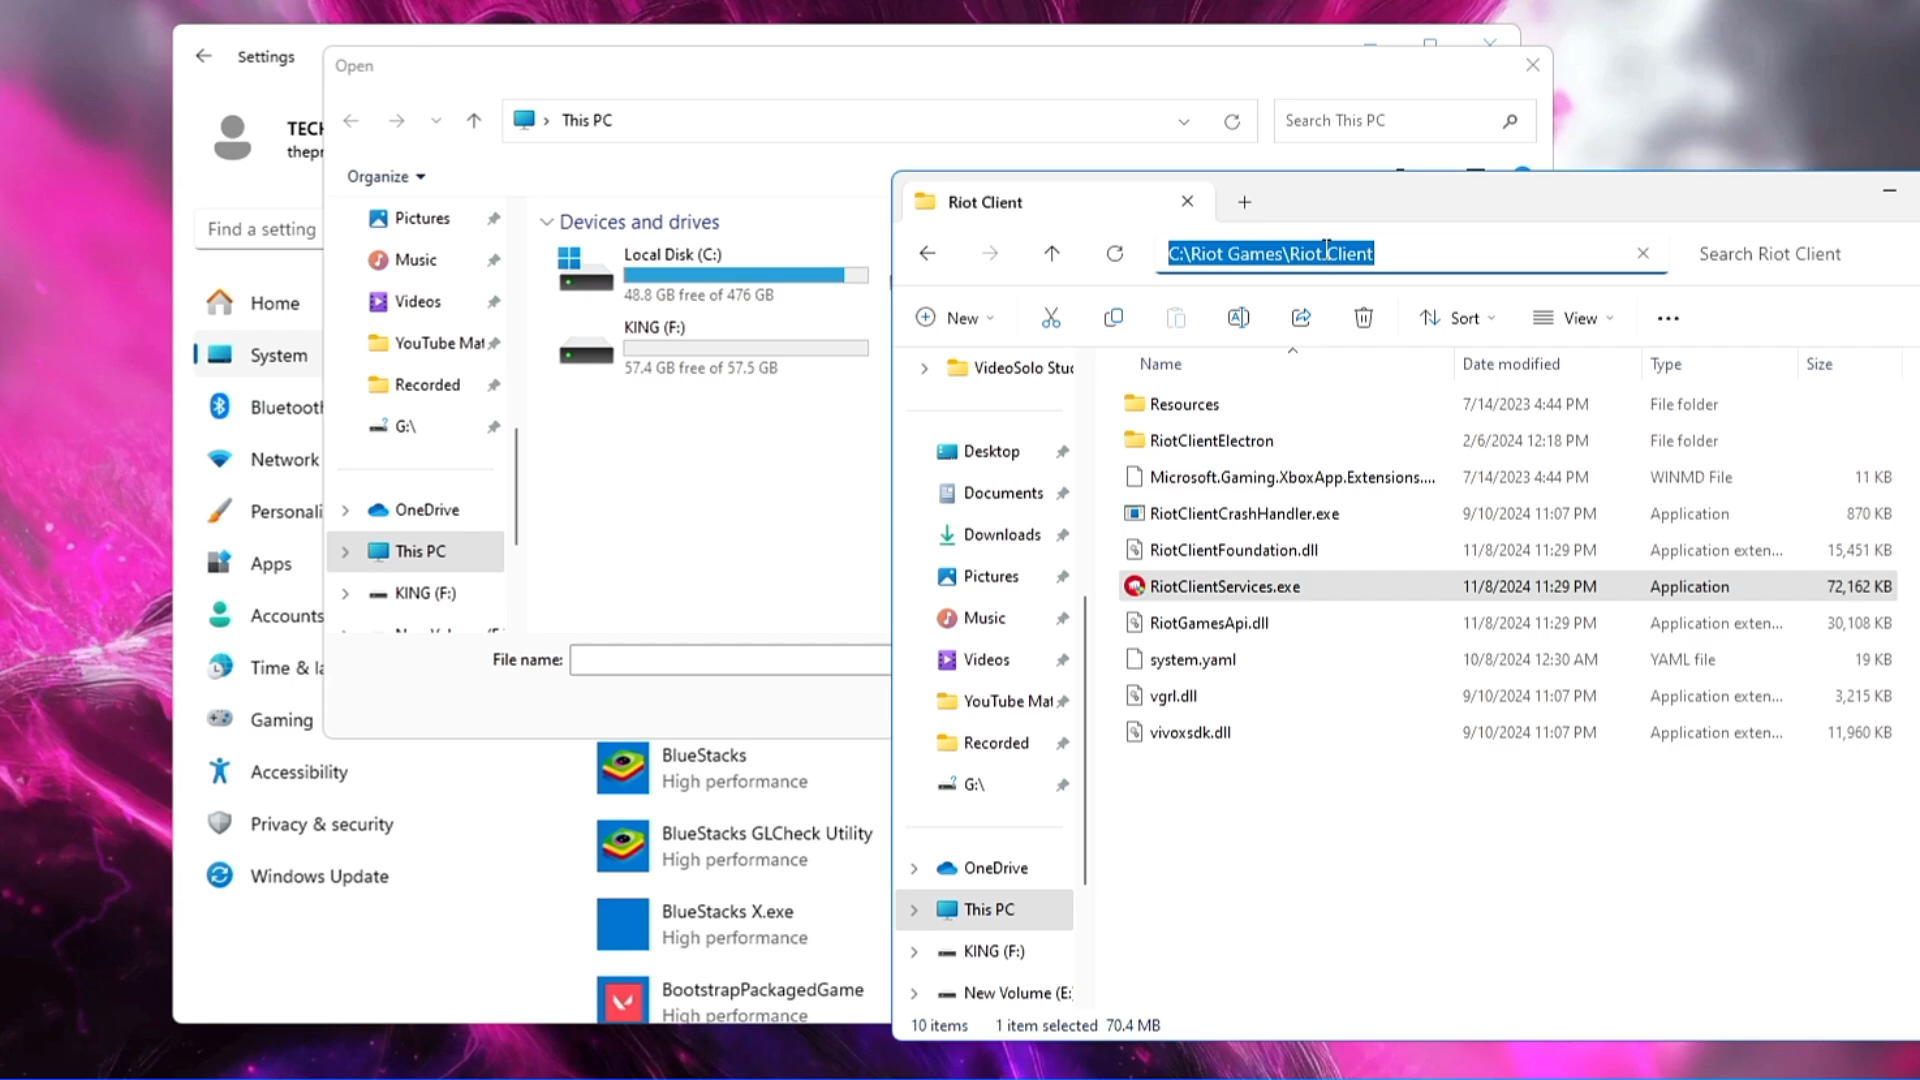 Settings
TECH
thepr
Find a setting
Home
System
Bluetooth
Network
Personali
Apps
Accounts
Time & la
Gaming
Accessibility
Privacy & security
Windows Update
Open
This PC
Search This PC
Organize
Pictures
Music
Videos
YouTube Mat
Recorded
G:\
OneDrive
This PC
KING (F:)
Devices and drives
Local Disk (C:)
48.8 GB free of 476 GB
KING (F:)
57.4 GB free of 57.5 GB
File name:
BlueStacks
High performance
BlueStacks GLCheck Utility
High performance
BlueStacks X.exe
High performance
BootstrapPackagedGame
High performance
Riot Client
C:\Riot Games\Riot Client
Search Riot Client
New
Sort
View
VideoSolo Stud
Desktop
Documents
Downloads
Pictures
Music
Videos
YouTube Mat
Recorded
G:\
OneDrive
This PC
KING (F:)
New Volume (E:
Name Date modified Type Size
Resources 7/14/2023 4:44 PM File folder
RiotClientElectron 2/6/2024 12:18 PM File folder
Microsoft.Gaming.XboxApp.Extensions.... 7/14/2023 4:44 PM WINMD File 11 KB
RiotClientCrashHandler.exe 9/10/2024 11:07 PM Application 870 KB
RiotClientFoundation.dll 11/8/2024 11:29 PM Application exten... 15,451 KB
RiotClientServices.exe 11/8/2024 11:29 PM Application 72,162 KB
RiotGamesApi.dll 11/8/2024 11:29 PM Application exten... 30,108 KB
system.yaml 10/8/2024 12:30 AM YAML file 19 KB
vgrl.dll 9/10/2024 11:07 PM Application exten... 3,215 KB
vivoxsdk.dll 9/10/2024 11:07 PM Application exten... 11,960 KB
10 items 1 item selected 70.4 MB